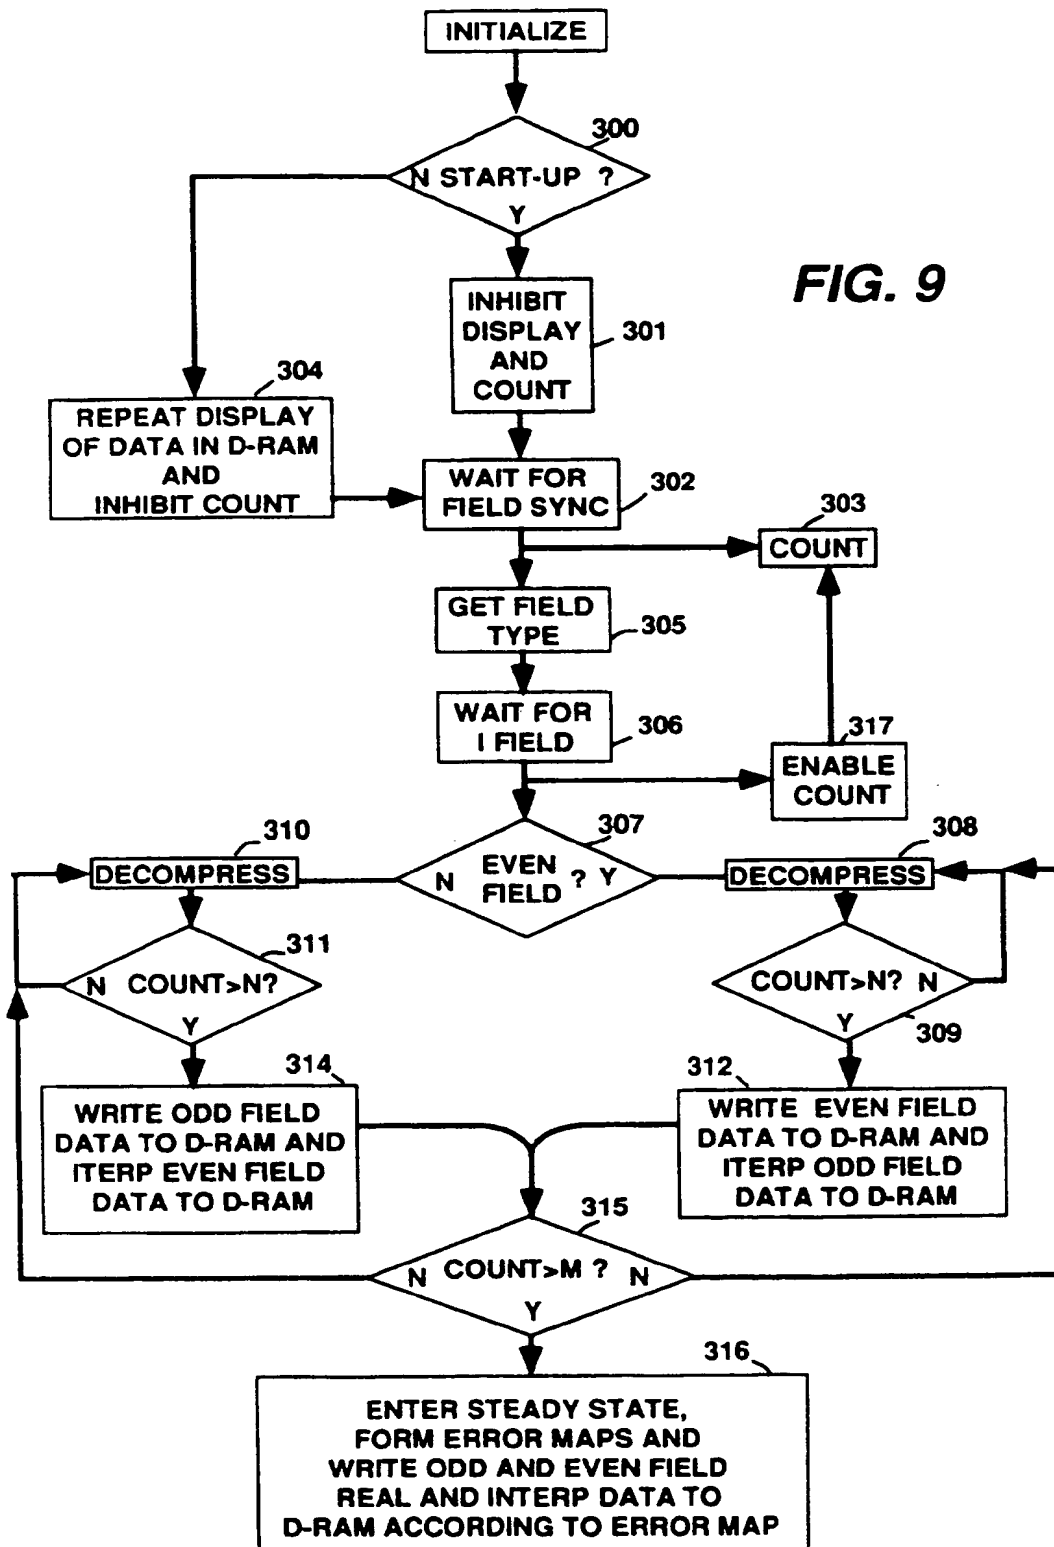 INITIALIZE
300
N START-UP ?
Y
FIG. 9
INHIBIT
DISPLAY
AND
COUNT
301
304
REPEAT DISPLAY
OF DATA IN D-RAM
AND
INHIBIT COUNT
WAIT FOR
FIELD SYNC
302
303
COUNT
GET FIELD
TYPE
305
WAIT FOR
I FIELD
306
317
ENABLE
COUNT
307
EVEN
FIELD
N ? Y
310
DECOMPRESS
308
DECOMPRESS
311
N COUNT>N?
Y
COUNT>N? N
Y
309
314
WRITE ODD FIELD
DATA TO D-RAM AND
ITERP EVEN FIELD
DATA TO D-RAM
312
WRITE EVEN FIELD
DATA TO D-RAM AND
ITERP ODD FIELD
DATA TO D-RAM
315
N COUNT>M ? N
Y
316
ENTER STEADY STATE,
FORM ERROR MAPS AND
WRITE ODD AND EVEN FIELD
REAL AND INTERP DATA TO
D-RAM ACCORDING TO ERROR MAP